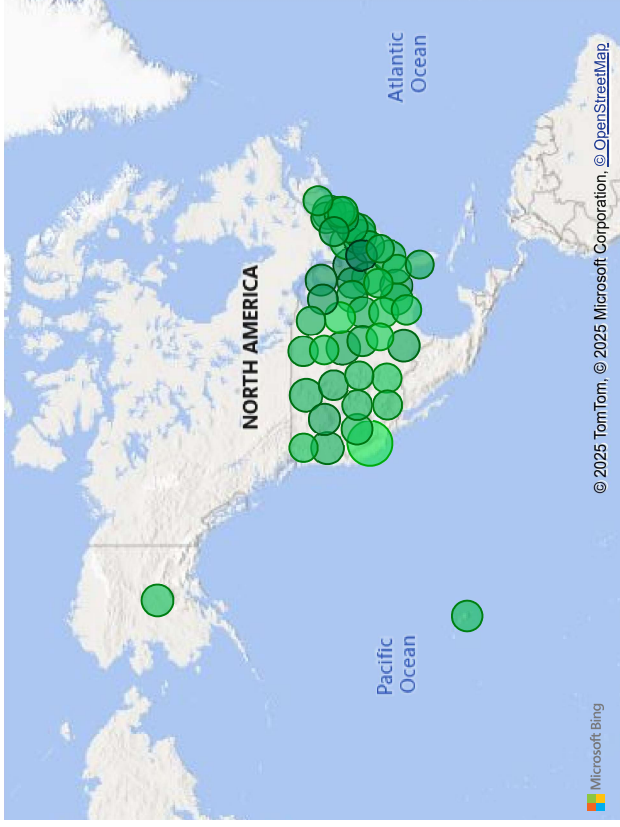 NORTH AMERICA
Atlantic
Ocean
Pacific
Ocean
Microsoft Bing
© 2025 TomTom, © 2025 Microsoft Corporation, © OpenStreetMap